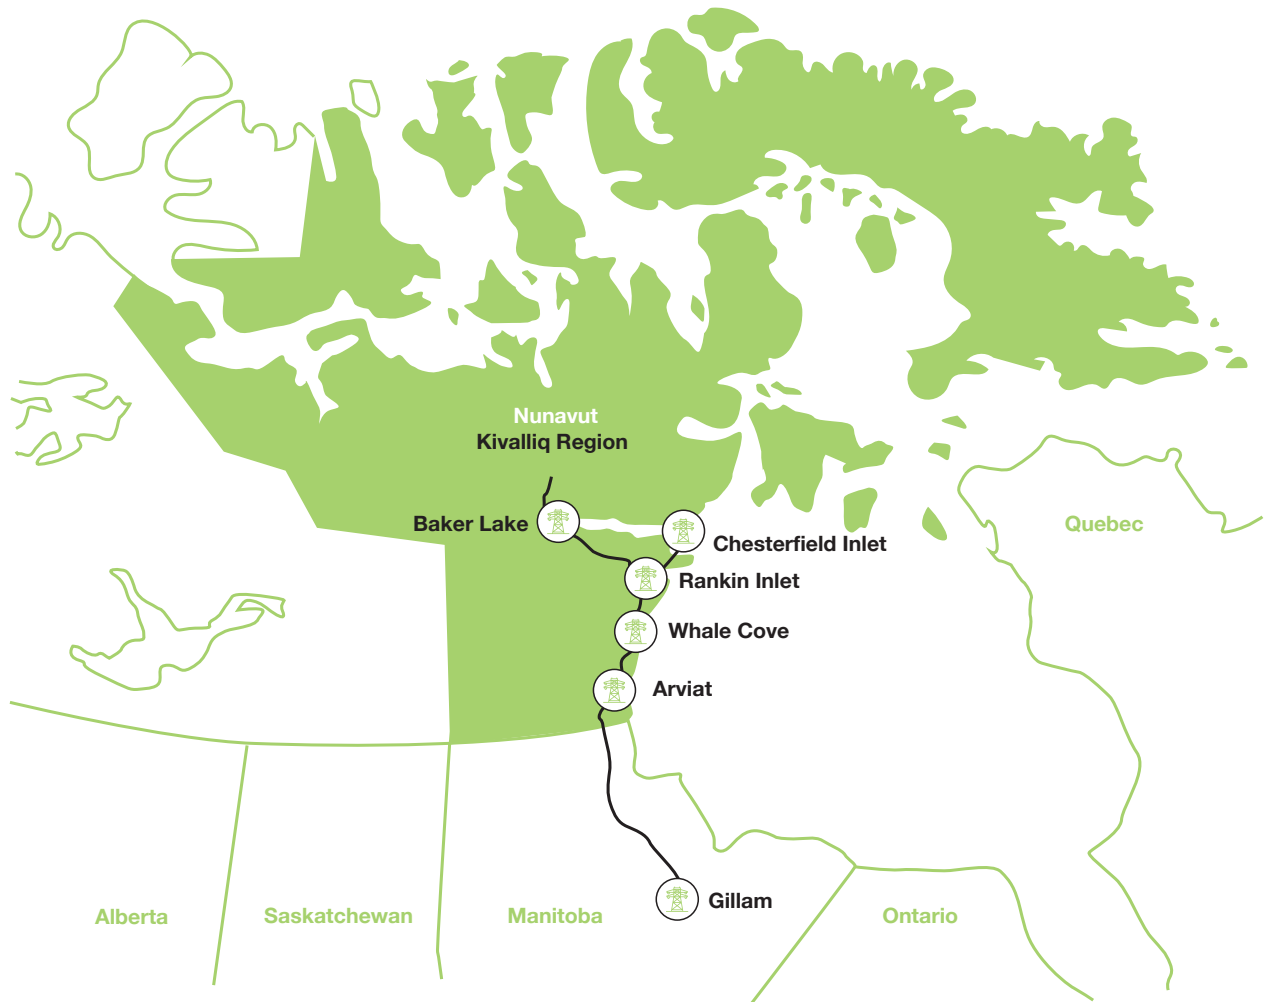 Nunavut
Kivalliq Region
Baker Lake
Chesterfield Inlet
Quebec
Rankin Inlet
Whale Cove
Arviat
Gillam
Alberta
Saskatchewan
Manitoba
Ontario